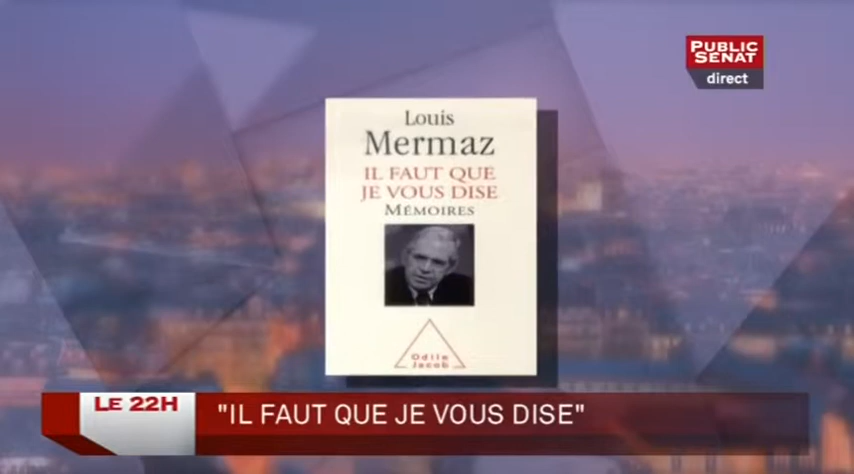 PUBLIC
SENAT
direct
Louis
Mermaz
IL FAUT QUE
JE VOUS DISE
MÉMOIRES
Odile
Jacob
LE 22H
"IL FAUT QUE JE VOUS DISE"